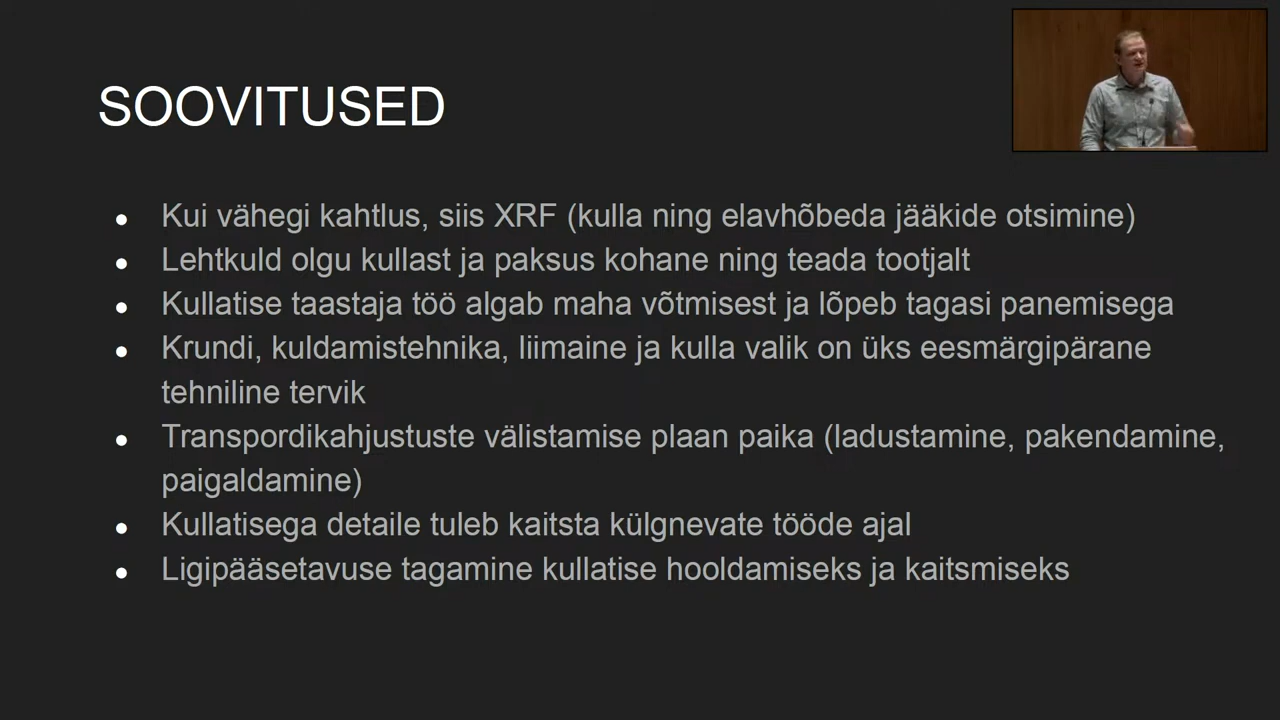 SOOVITUSED
● Kui vähegi kahtlus, siis XRF (kulla ning elavhõbeda jääkide otsimine)
● Lehtkuld olgu kullast ja paksus kohane ning teada tootjalt
● Kullatise taastaja töö algab maha võtmisest ja lõpeb tagasi panemisega
● Krundi, kuldamistehnika, liimaine ja kulla valik on üks eesmärgipärane
tehniline tervik
● Transpordikahjustuste välistamise plaan paika (ladustamine, pakendamine,
paigaldamine)
● Kullatisega detaile tuleb kaitsta külgnevate tööde ajal
● Ligipääsetavuse tagamine kullatise hooldamiseks ja kaitsmiseks